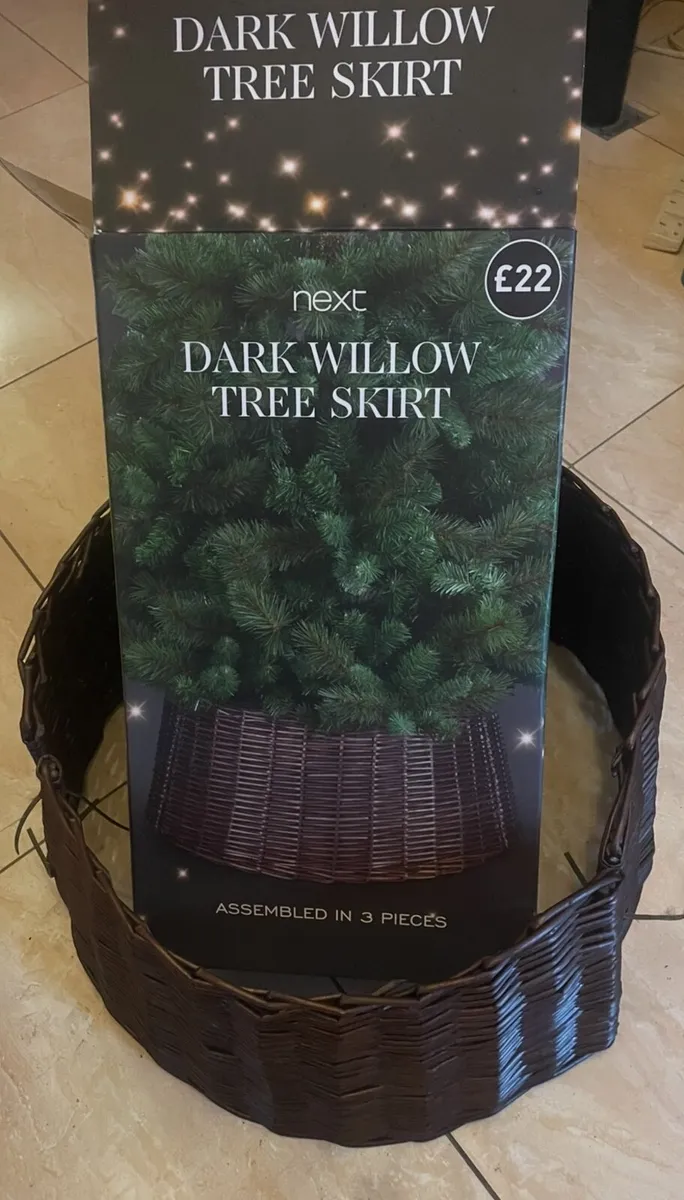 DARK WILLOW
TREE SKIRT
£22
next
DARK WILLOW
TREE SKIRT
ASSEMBLED IN 3 PIECES